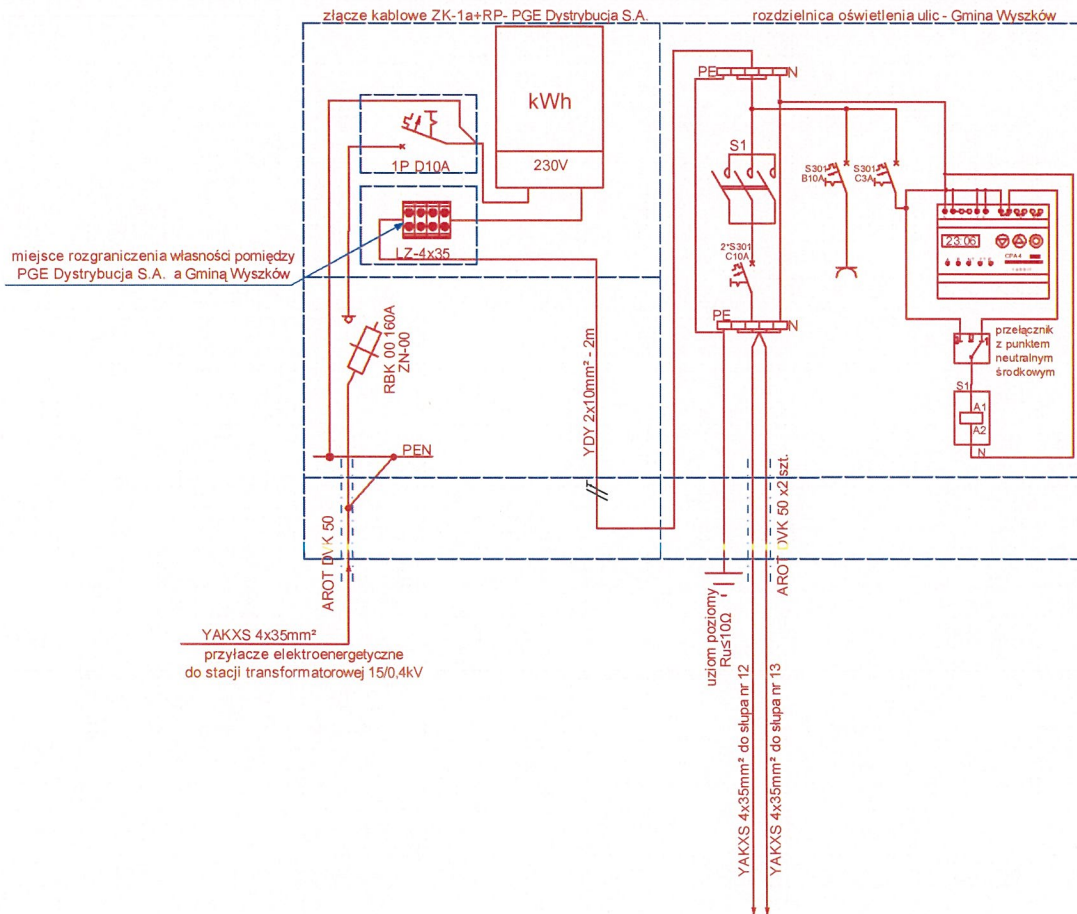 złącze kablowe ZK-1a+RP- PGE Dystrybucja S.A.
rozdzielnica oświetlenia ulic - Gmina Wyszków
kWh
230V
1P D10A
LZ-4x35
miejsce rozgraniczenia własności pomiędzy
PGE Dystrybucja S.A. a Gminą Wyszków
RBK 00 160A
ZN-00
PEN
YDY 2x10mm² - 2m
AROT DVK 50
YAKXS 4x35mm²
przyłacze elektroenergetyczne
do stacji transformatorowej 15/0,4kV
PE
N
S1
2*S301
C10A
S301
B10A
S301
C3A
23:06
CPA4
przełącznik
z punktem
neutralnym
środkowym
S1
A1
A2
N
PE
N
AROT DVK 50 x2 szt.
uziom poziomy
Ru≤10Ω
YAKXS 4x35mm² do słupa nr 12
YAKXS 4x35mm² do słupa nr 13